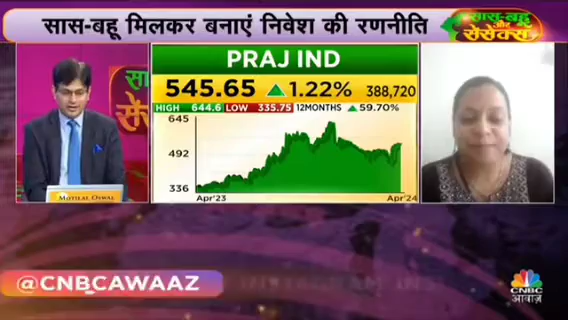 सास-बहू मिलकर बनाएं निवेश की रणनीति
सास-बहू
और
सेंसेक्स
PRAJ IND
545.65 ▲1.22% 388,720
HIGH 644.6 LOW 335.75 12MONTHS ▲59.70%
645
492
336
Apr'23 Apr'24
MOTILAL OSWAL
@CNBCAWAAZ
CNBC
आवाज़